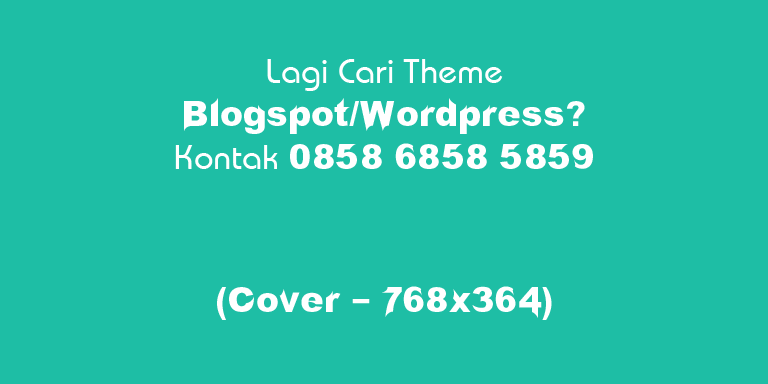 Lagi Cari Theme
Blogspot/Wordpress?
Kontak 0858 6858 5859
(Cover - 768x364)